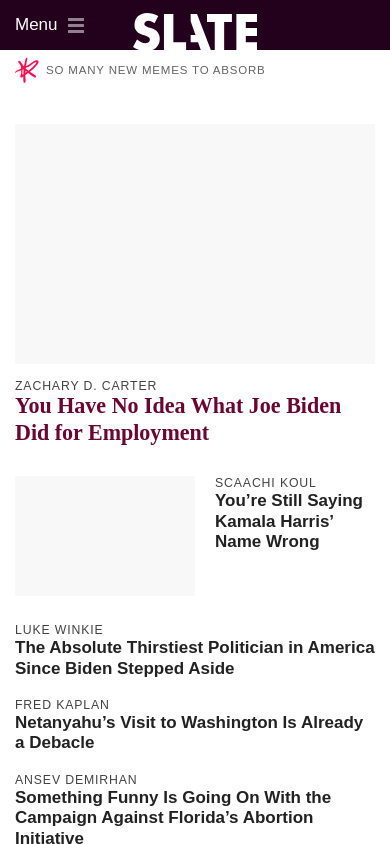 Menu
SLATE
SO MANY NEW MEMES TO ABSORB
ZACHARY D. CARTER
You Have No Idea What Joe Biden
Did for Employment
SCAACHI KOUL
You’re Still Saying
Kamala Harris’
Name Wrong
LUKE WINKIE
The Absolute Thirstiest Politician in America
Since Biden Stepped Aside
FRED KAPLAN
Netanyahu’s Visit to Washington Is Already
a Debacle
ANSEV DEMIRHAN
Something Funny Is Going On With the
Campaign Against Florida’s Abortion
Initiative